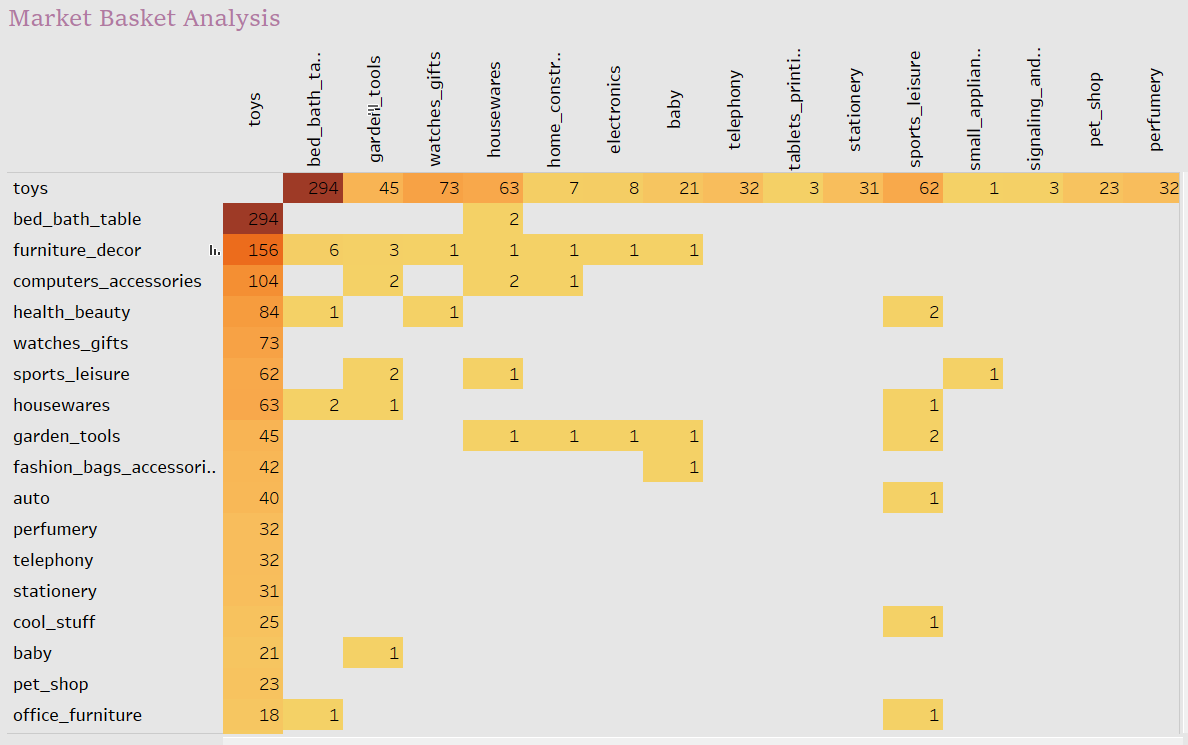 Market Basket Analysis
toys bed_bath_ta.. garden_tools watches_gifts housewares home_constr.. electronics baby telephony tablets_printi.. stationery sports_leisure small_applian.. signaling_and.. pet_shop perfumery
toys 294 45 73 63 7 8 21 32 3 31 62 1 3 23 32
bed_bath_table 294 2
furniture_decor 156 6 3 1 1 1 1 1
computers_accessories 104 2 2 1
health_beauty 84 1 1 2
watches_gifts 73
sports_leisure 62 2 1 1
housewares 63 2 1 1
garden_tools 45 1 1 1 1 2
fashion_bags_accessori.. 42 1
auto 40 1
perfumery 32
telephony 32
stationery 31
cool_stuff 25 1
baby 21 1
pet_shop 23
office_furniture 18 1 1